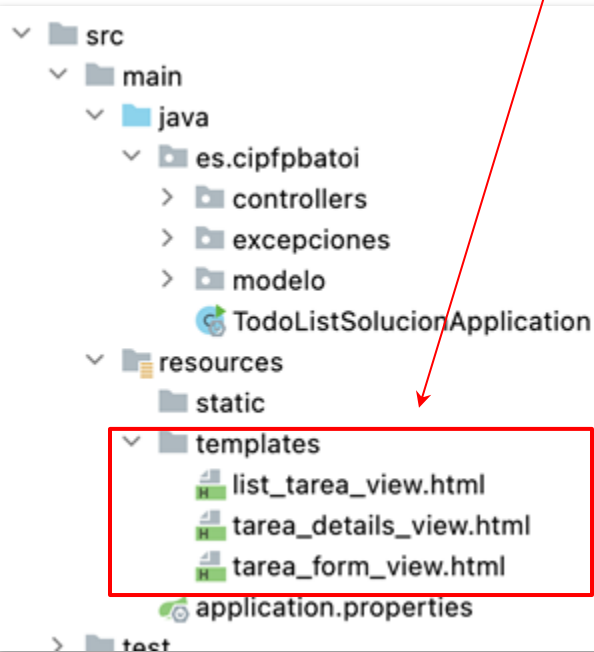 src
main
java
es.cipfpbatoi
controllers
excepciones
modelo
TodoListSolucionApplication
resources
static
templates
list_tarea_view.html
tarea_details_view.html
tarea_form_view.html
application.properties
test